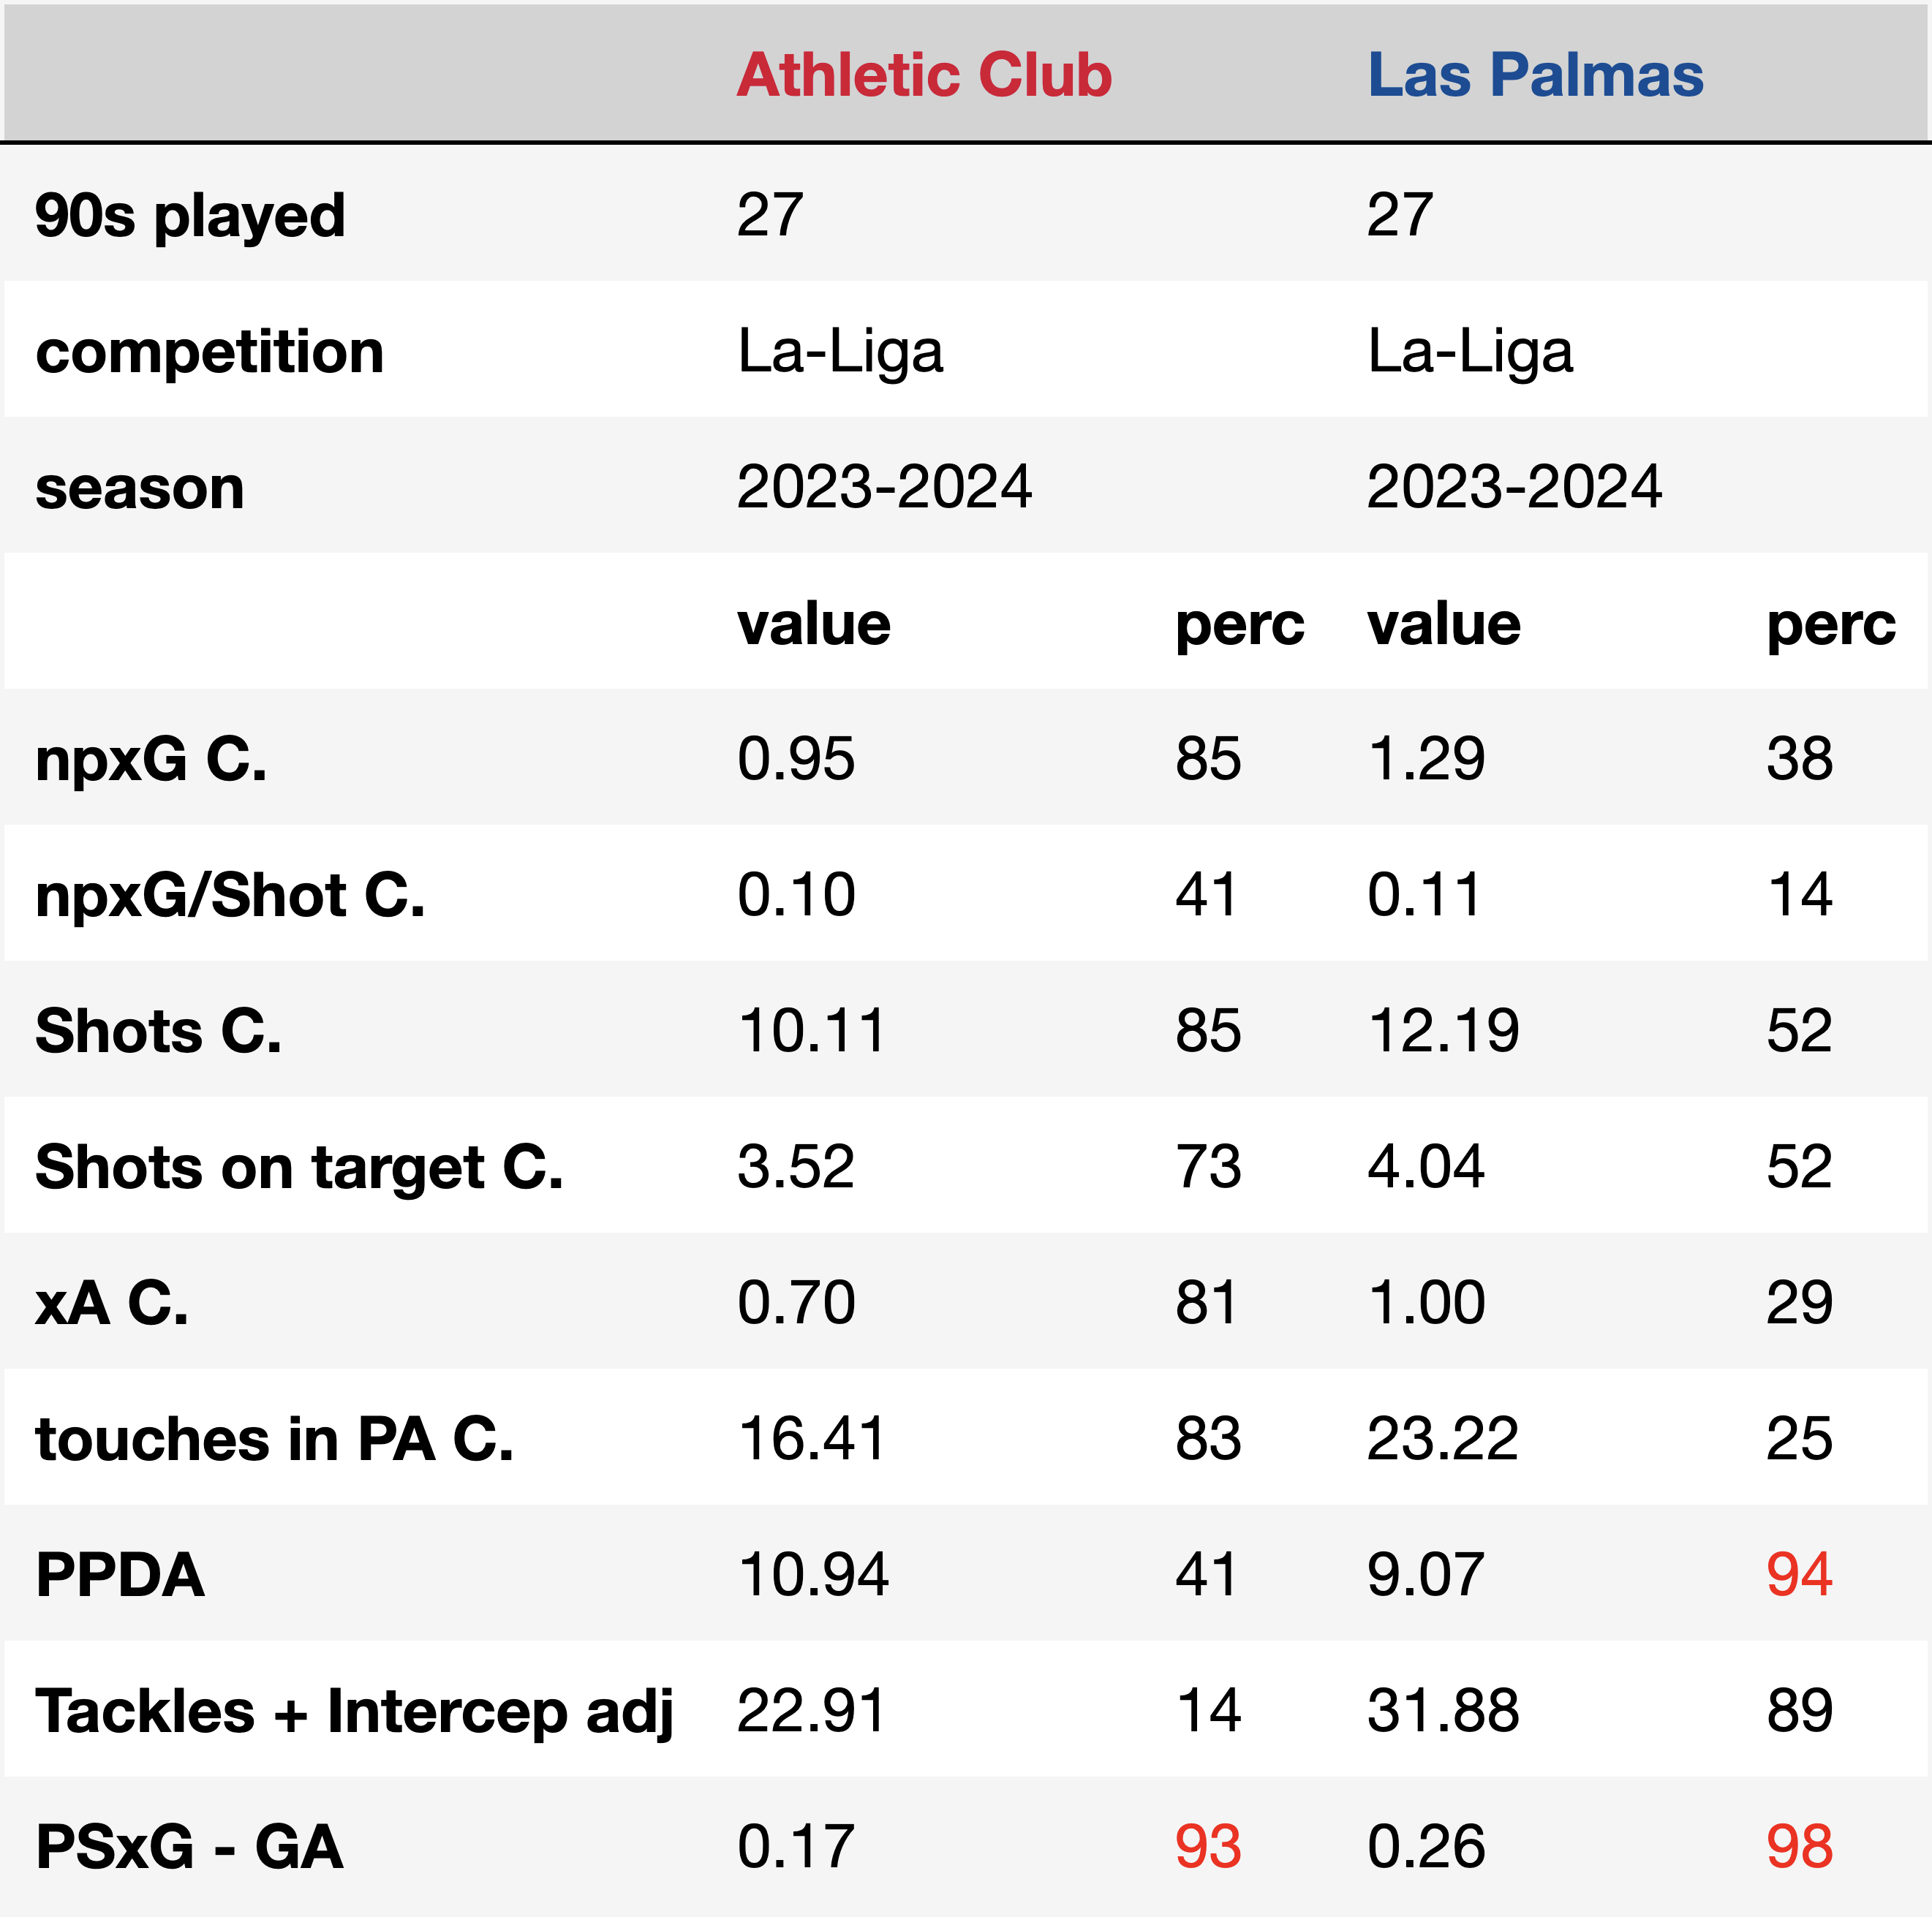 Athletic Club Las Palmas
90s played 27 27
competition La-Liga La-Liga
season 2023-2024 2023-2024
value perc value perc
npxG C. 0.95 85 1.29 38
npxG/Shot C. 0.10 41 0.11 14
Shots C. 10.11 85 12.19 52
Shots on target C. 3.52 73 4.04 52
xA C. 0.70 81 1.00 29
touches in PA C. 16.41 83 23.22 25
PPDA 10.94 41 9.07 94
Tackles + Intercep adj 22.91 14 31.88 89
PSxG - GA 0.17 93 0.26 98